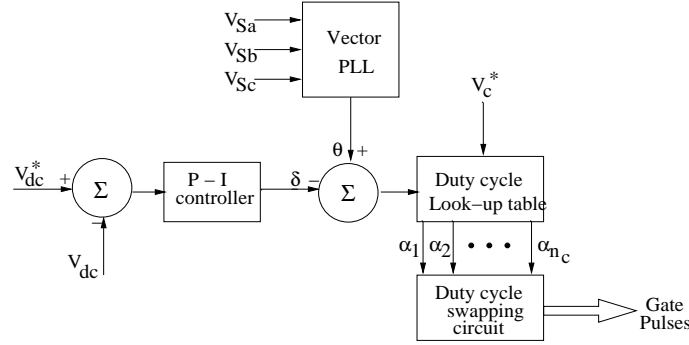 V_Sa
V_Sb
V_Sc
Vector
PLL
V_c*
θ +
V_dc*
+
Σ
−
V_dc
P − I
controller
δ −
Σ
Duty cycle
Look−up table
α_1 α_2 • • • α_n_c
Duty cycle
swapping
circuit
Gate
Pulses